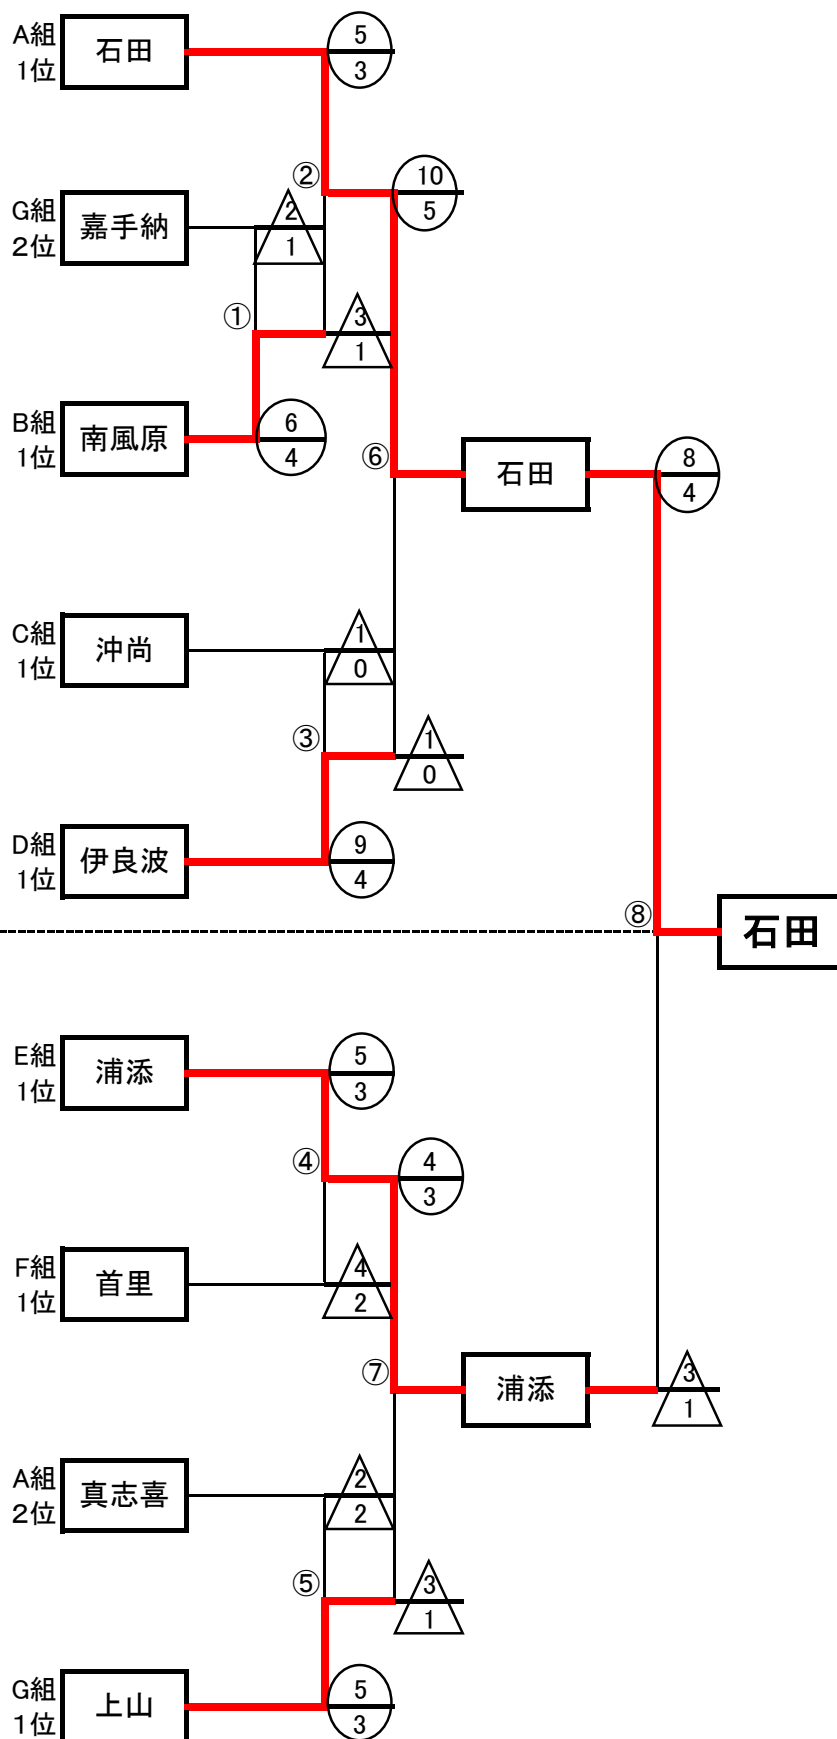 A組
1位
石田
5
3
②
10
5
G組
2位
嘉手納
2
1
①
3
1
B組
1位
南風原
6
4
⑥
石田
8
4
C組
1位
沖尚
1
0
③
1
0
D組
1位
伊良波
9
4
⑧
石田
E組
1位
浦添
5
3
④
4
3
F組
1位
首里
4
2
⑦
浦添
3
1
A組
2位
真志喜
2
2
⑤
3
1
G組
1位
上山
5
3